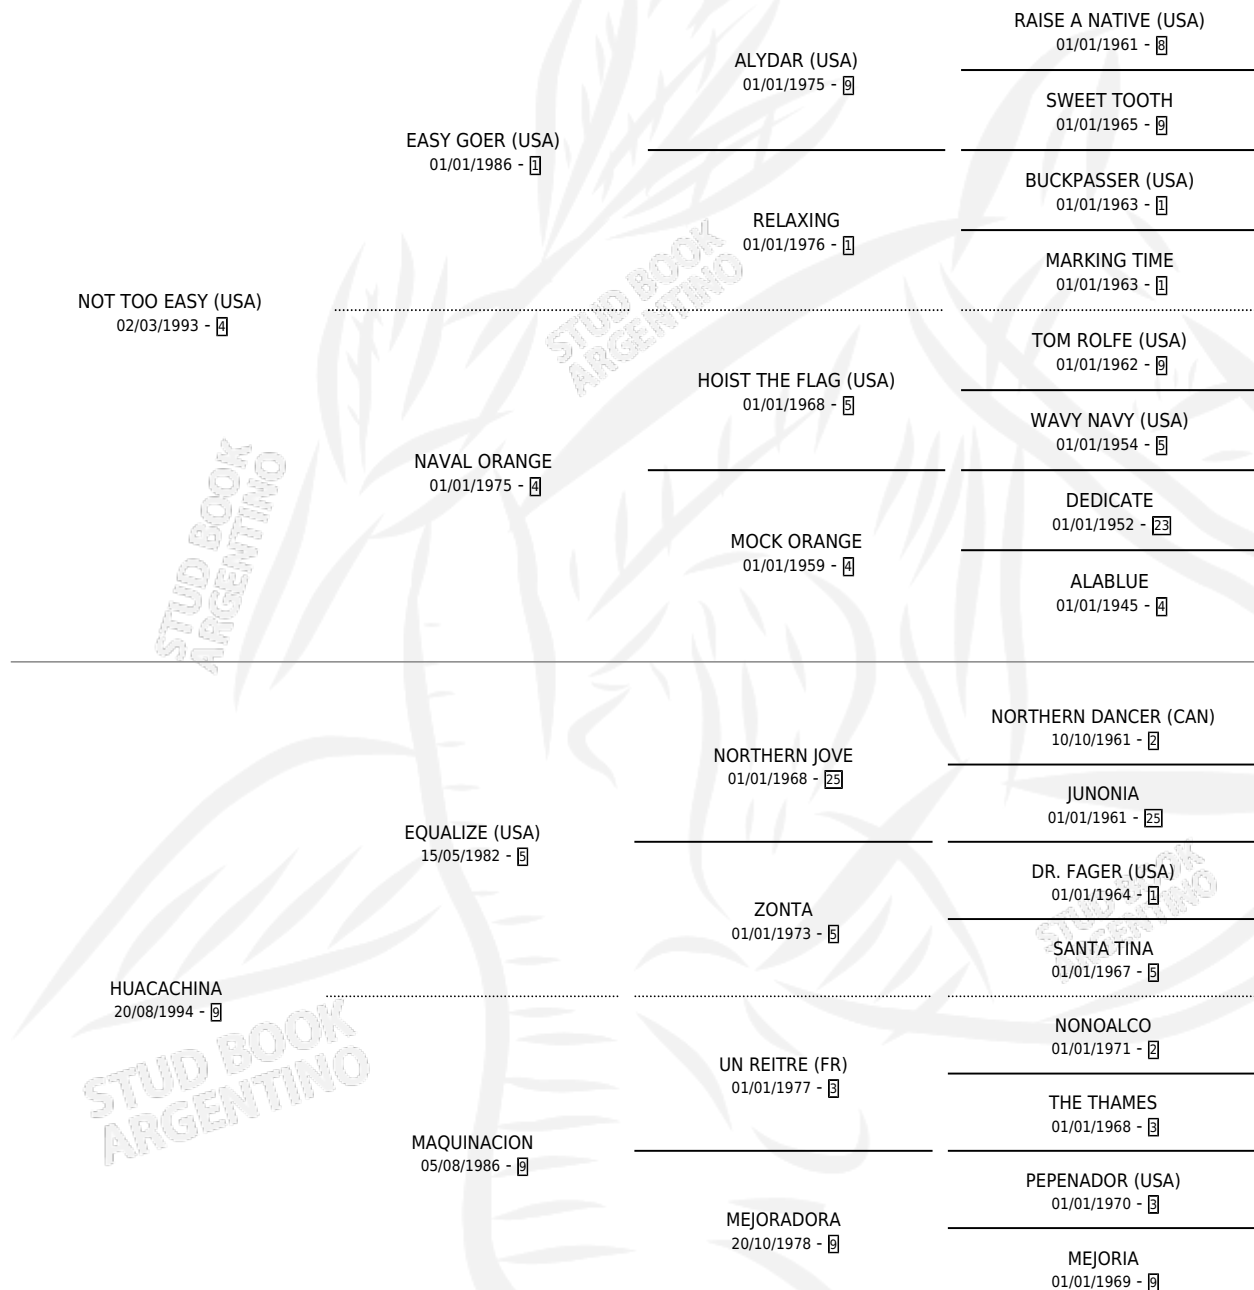 RAISE A NATIVE (USA)
01/01/1961 - 8
ALYDAR (USA)
01/01/1975 - 9
SWEET TOOTH
01/01/1965 - 9
EASY GOER (USA)
01/01/1986 - 1
BUCKPASSER (USA)
01/01/1963 - 1
RELAXING
01/01/1976 - 1
MARKING TIME
01/01/1963 - 1
NOT TOO EASY (USA)
02/03/1993 - 4
TOM ROLFE (USA)
01/01/1962 - 9
HOIST THE FLAG (USA)
01/01/1968 - 5
WAVY NAVY (USA)
01/01/1954 - 5
NAVAL ORANGE
01/01/1975 - 4
DEDICATE
01/01/1952 - 23
MOCK ORANGE
01/01/1959 - 4
ALABLUE
01/01/1945 - 4
NORTHERN DANCER (CAN)
10/10/1961 - 2
NORTHERN JOVE
01/01/1968 - 25
JUNONIA
01/01/1961 - 25
EQUALIZE (USA)
15/05/1982 - 5
DR. FAGER (USA)
01/01/1964 - 1
ZONTA
01/01/1973 - 5
SANTA TINA
01/01/1967 - 5
HUACACHINA
20/08/1994 - 9
NONOALCO
01/01/1971 - 2
UN REITRE (FR)
01/01/1977 - 3
THE THAMES
01/01/1968 - 3
MAQUINACION
05/08/1986 - 9
PEPENADOR (USA)
01/01/1970 - 3
MEJORADORA
20/10/1978 - 9
MEJORIA
01/01/1969 - 9
STUD BOOK
ARGENTINO
STUD BOOK
ARGENTINO
STUD BOOK
ARGENTINO
STUD BOOK
ARGENTINO